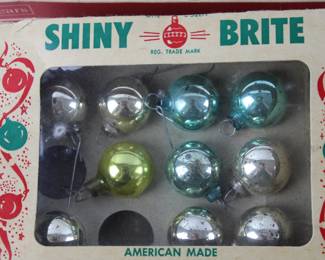 SHINY BRITE
REG. TRADE MARK
AMERICAN MADE